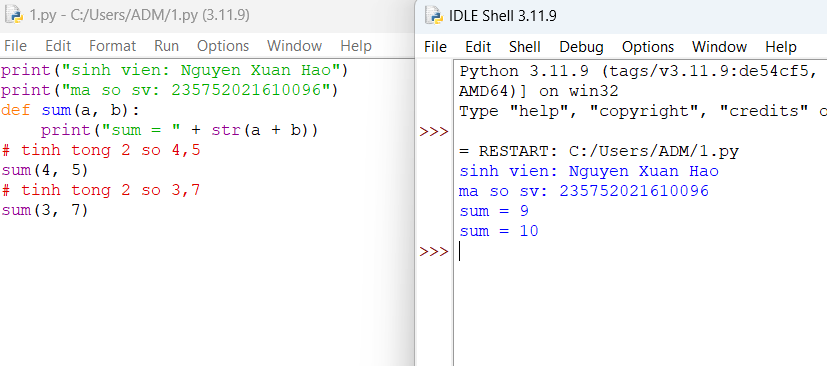 1.py - C:/Users/ADM/1.py (3.11.9)
File Edit Format Run Options Window Help
print("sinh vien: Nguyen Xuan Hao")
print("ma so sv: 235752021610096")
def sum(a, b):
    print("sum = " + str(a + b))
# tinh tong 2 so 4,5
sum(4, 5)
# tinh tong 2 so 3,7
sum(3, 7)
IDLE Shell 3.11.9
File Edit Shell Debug Options Window Help
Python 3.11.9 (tags/v3.11.9:de54cf5,
AMD64)] on win32
Type "help", "copyright", "credits" o
>>>
= RESTART: C:/Users/ADM/1.py
sinh vien: Nguyen Xuan Hao
ma so sv: 235752021610096
sum = 9
sum = 10
>>>